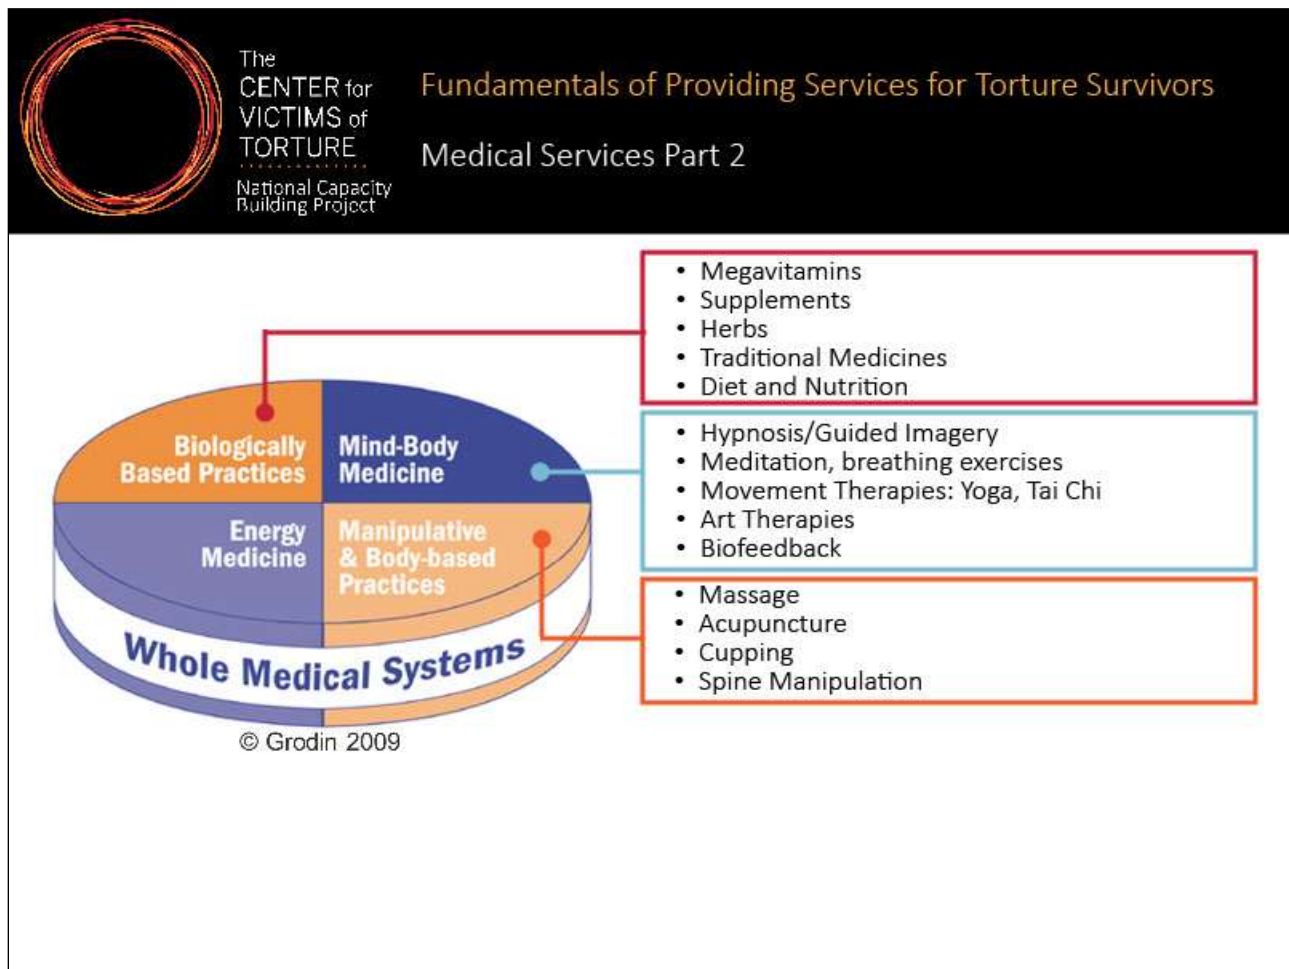 The
CENTER for
VICTIMS of
TORTURE
National Capacity
Building Project
Fundamentals of Providing Services for Torture Survivors
Medical Services Part 2
• Megavitamins
• Supplements
• Herbs
• Traditional Medicines
• Diet and Nutrition
• Hypnosis/Guided Imagery
• Meditation, breathing exercises
• Movement Therapies: Yoga, Tai Chi
• Art Therapies
• Biofeedback
• Massage
• Acupuncture
• Cupping
• Spine Manipulation
Biologically
Based Practices
Mind-Body
Medicine
Energy
Medicine
Manipulative
& Body-based
Practices
Whole Medical Systems
© Grodin 2009